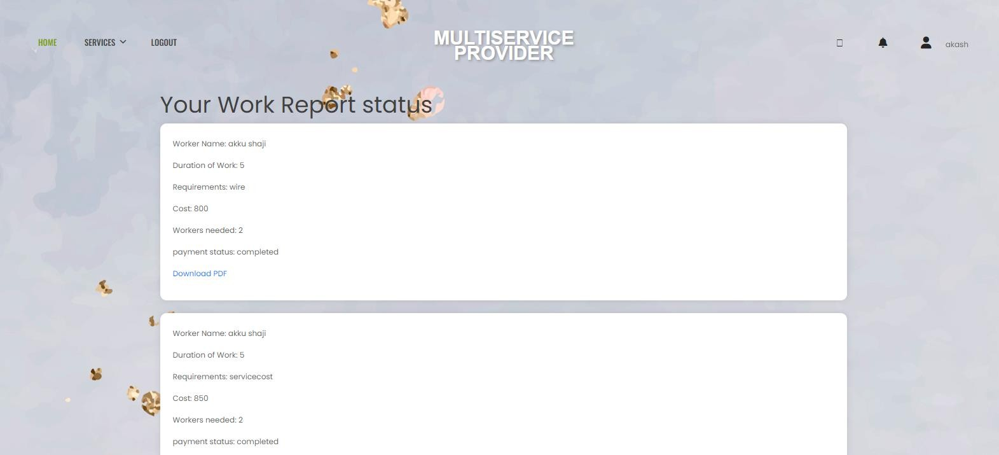 HOME
SERVICES
LOGOUT
MULTISERVICE
PROVIDER
akash
Your Work Report status
Worker Name: akku shaji
Duration of Work: 5
Requirements: wire
Cost: 800
Workers needed: 2
payment status: completed
Download PDF
Worker Name: akku shaji
Duration of Work: 5
Requirements: servicecost
Cost: 850
Workers needed: 2
payment status: completed